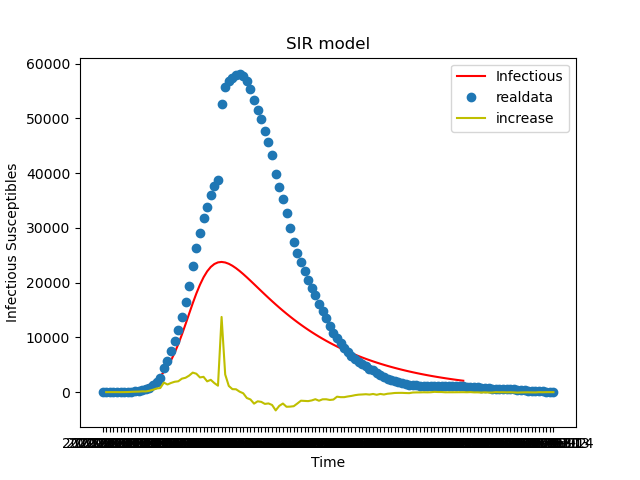 SIR model
Infectious
realdata
increase
60000
50000
40000
30000
20000
10000
0
Infectious Susceptibles
Time